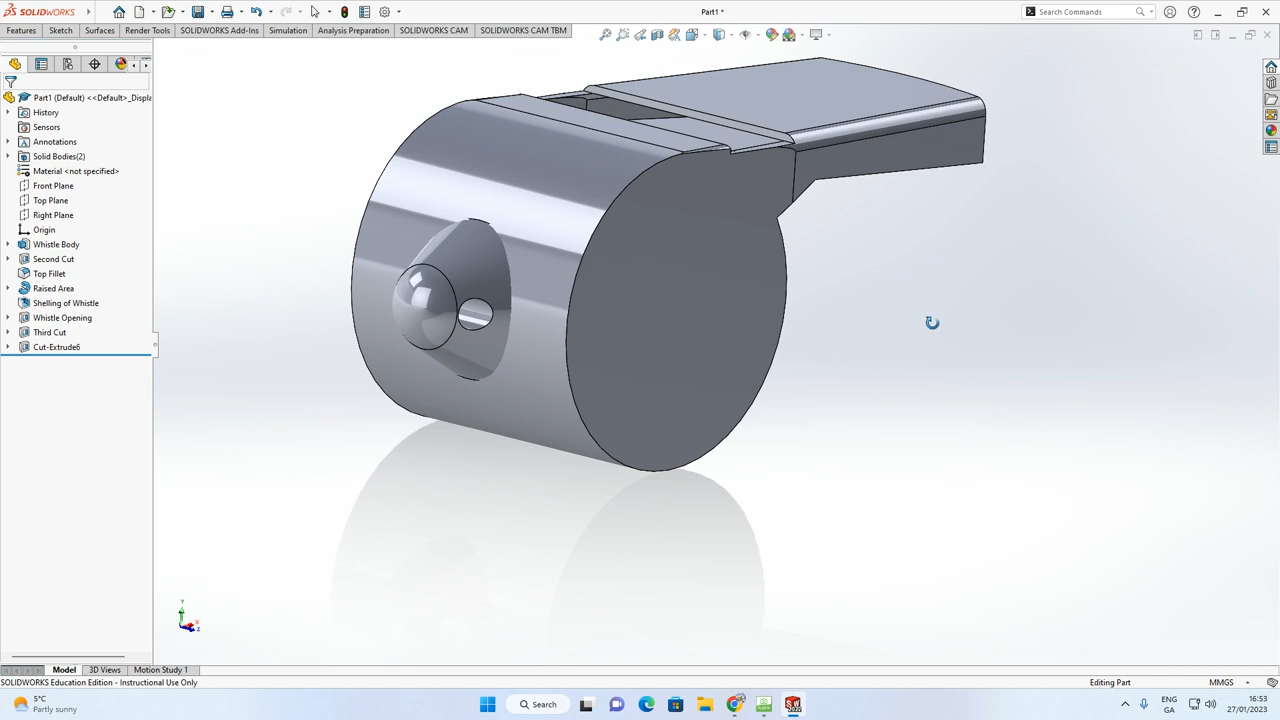 SOLIDWORKS
Part1 *
Search Commands
Features
Sketch
Surfaces
Render Tools
SOLIDWORKS Add-Ins
Simulation
Analysis Preparation
SOLIDWORKS CAM
SOLIDWORKS CAM TBM
Part1 (Default) <<Default>_Displa
History
Sensors
Annotations
Solid Bodies(2)
Material <not specified>
Front Plane
Top Plane
Right Plane
Origin
Whistle Body
Second Cut
Top Fillet
Raised Area
Shelling of Whistle
Whistle Opening
Third Cut
Cut-Extrude6
Y
X
Z
Model
3D Views
Motion Study 1
SOLIDWORKS Education Edition - Instructional Use Only
Editing Part
MMGS
5°C
Partly sunny
Search
ENG
GA
16:53
27/01/2023